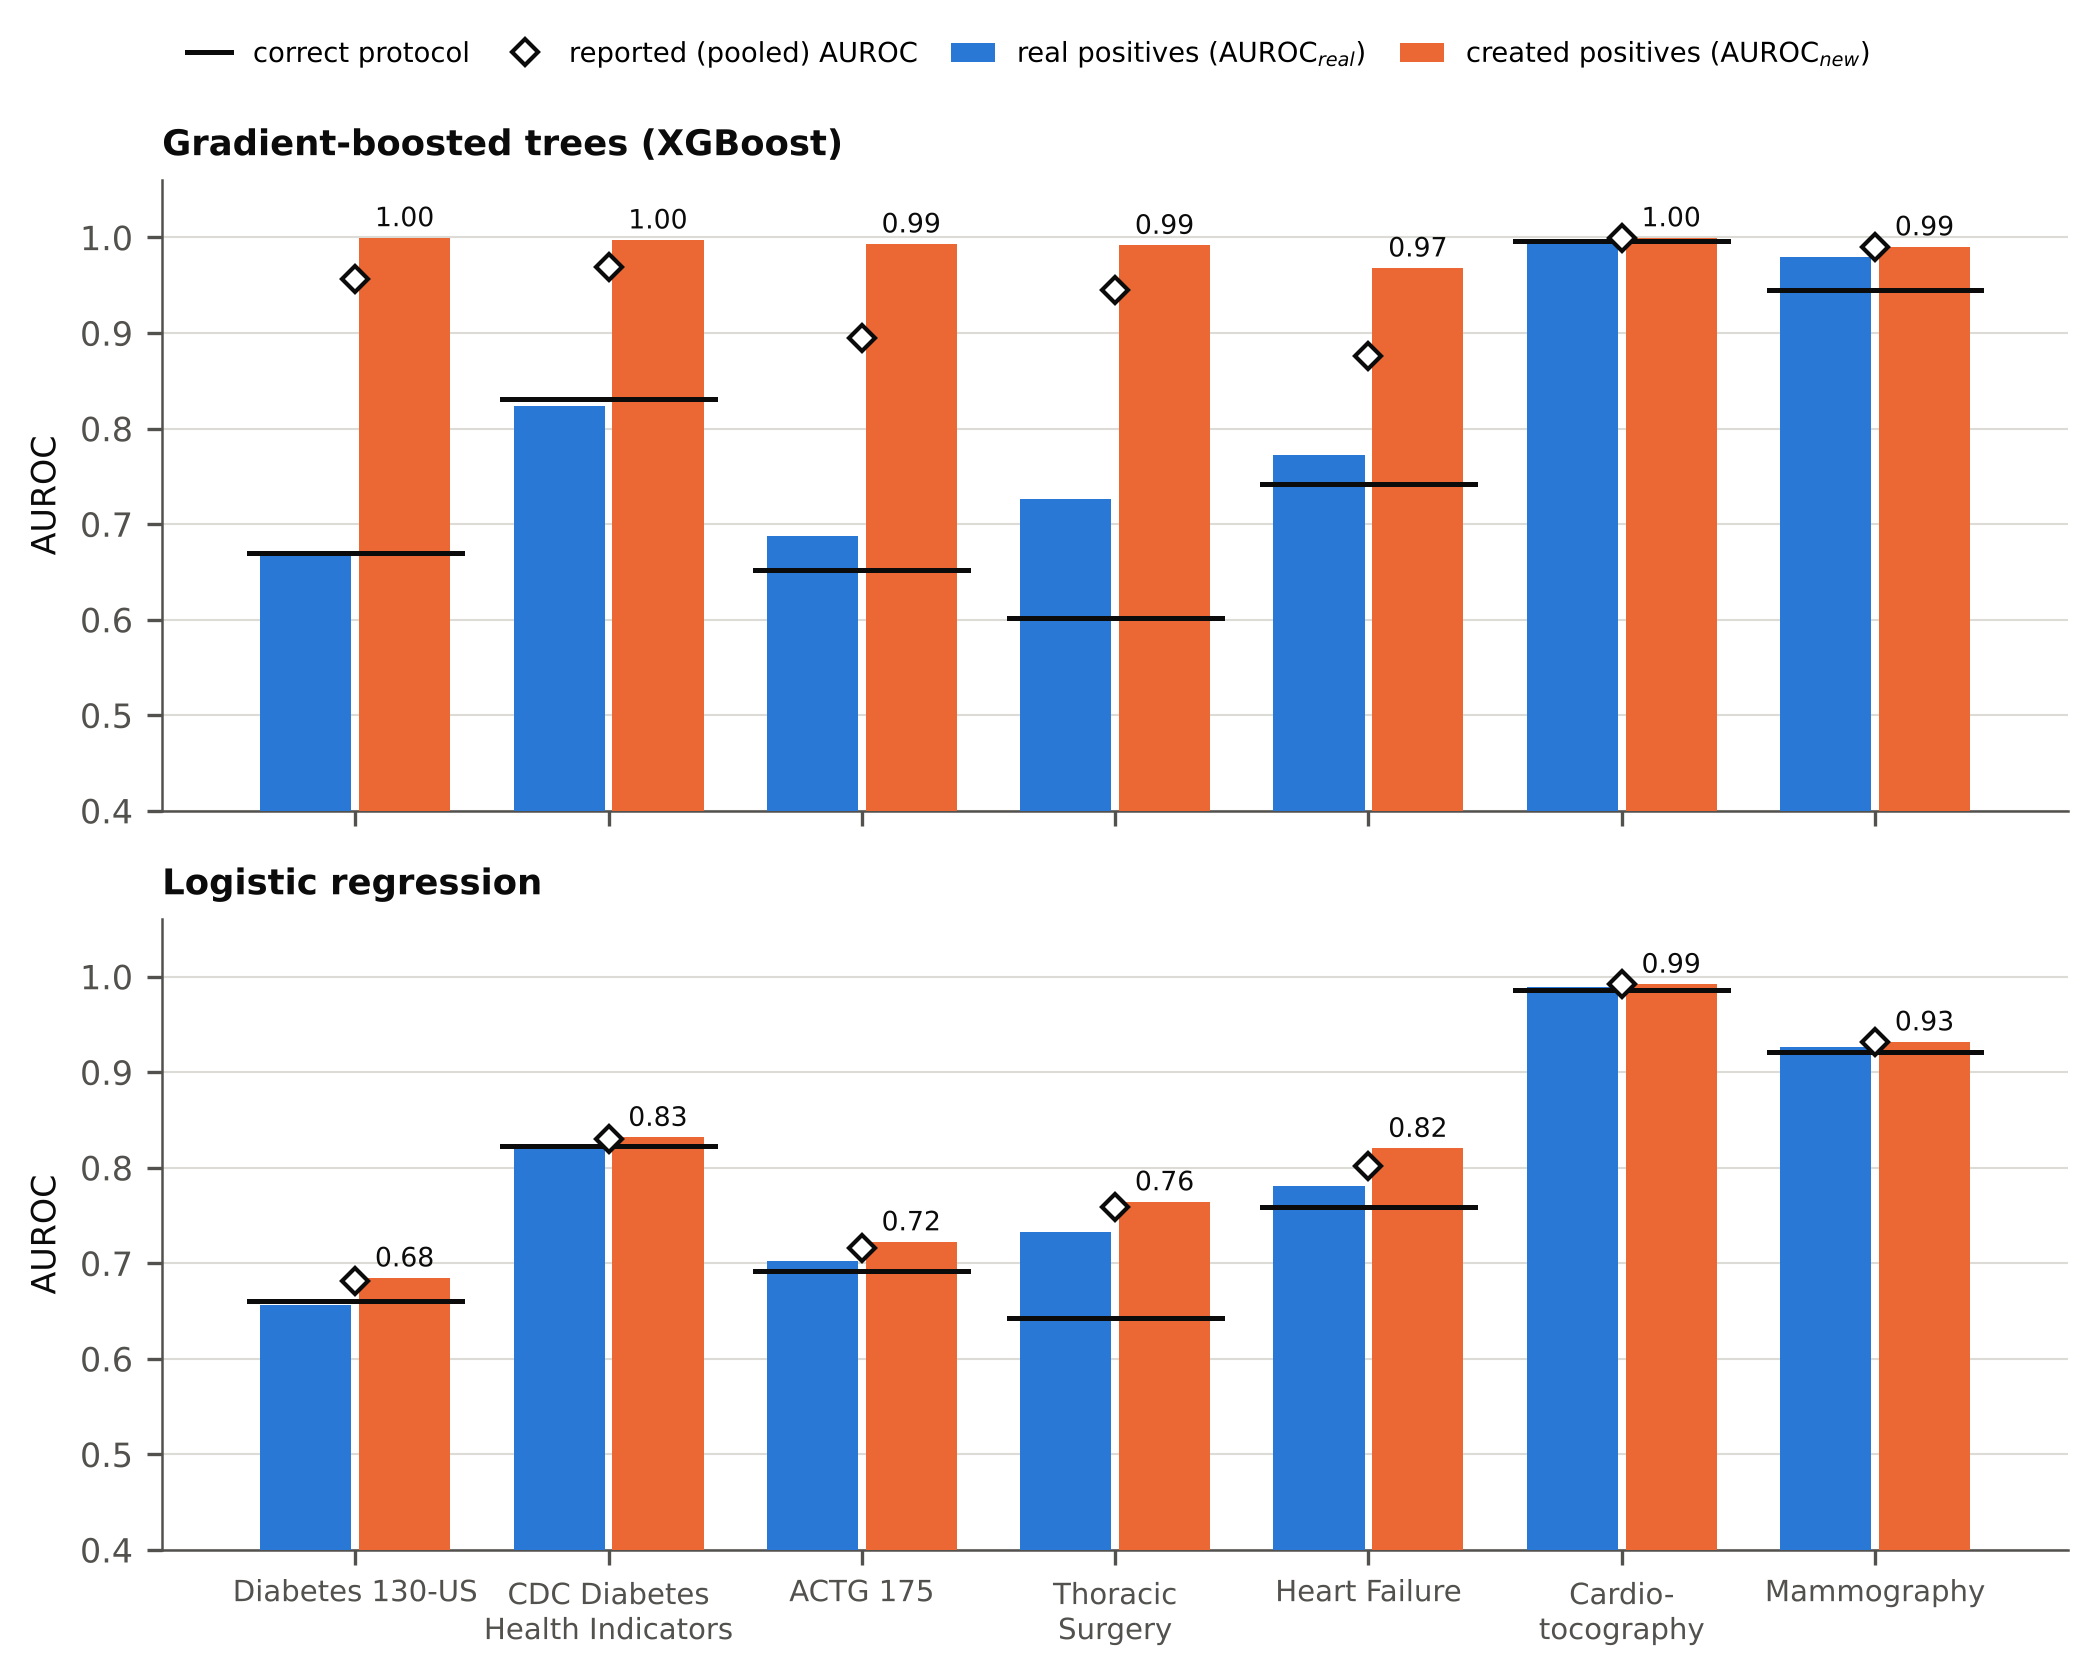 correct protocol
reported (pooled) AUROC
real positives (AUROCreal)
created positives (AUROCnew)
Gradient-boosted trees (XGBoost)
AUROC
1.0
0.9
0.8
0.7
0.6
0.5
0.4
1.00
1.00
0.99
0.99
0.97
1.00
0.99
Logistic regression
AUROC
1.0
0.9
0.8
0.7
0.6
0.5
0.4
0.68
0.83
0.72
0.76
0.82
0.99
0.93
Diabetes 130-US
CDC Diabetes
Health Indicators
ACTG 175
Thoracic
Surgery
Heart Failure
Cardio-
tocography
Mammography